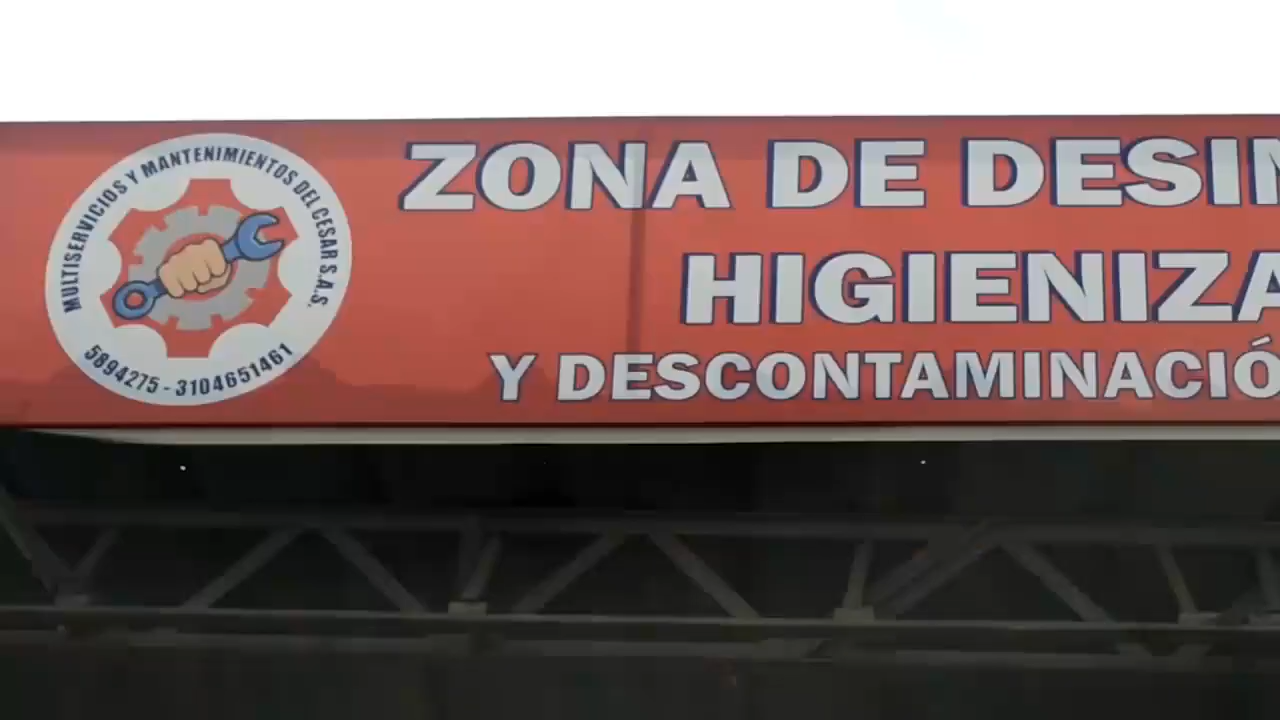 MULTISERVICIOS Y MANTENIMIENTOS DEL CESAR S.A.S.
5894275 - 3104651461
ZONA DE DESIN
HIGIENIZA
Y DESCONTAMINACIÓ